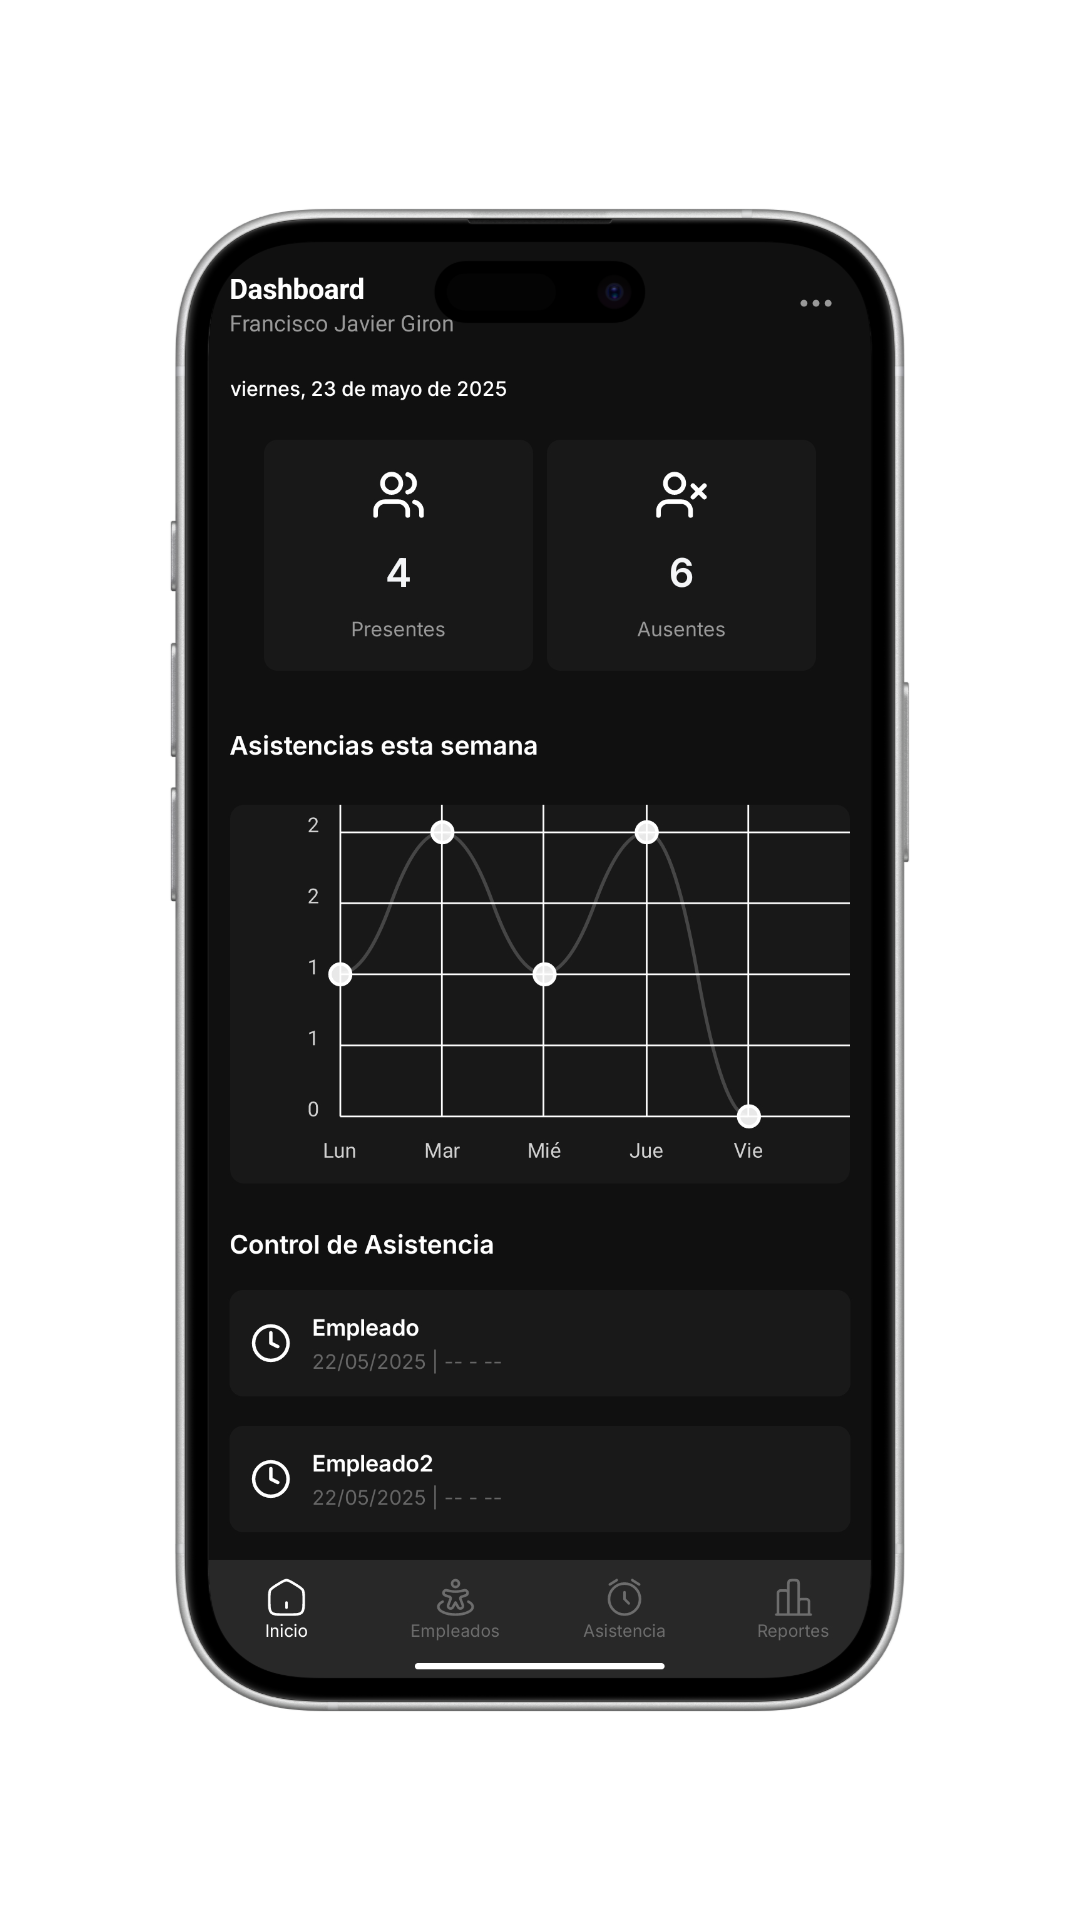 Dashboard
Francisco Javier Giron
viernes, 23 de mayo de 2025
4
6
Presentes
Ausentes
Asistencias esta semana
2
2
1
1
0
Lun
Mar
Mié
Jue
Vie
Control de Asistencia
Empleado
22/05/2025 | -- - --
Empleado2
22/05/2025 | -- - --
Inicio
Empleados
Asistencia
Reportes